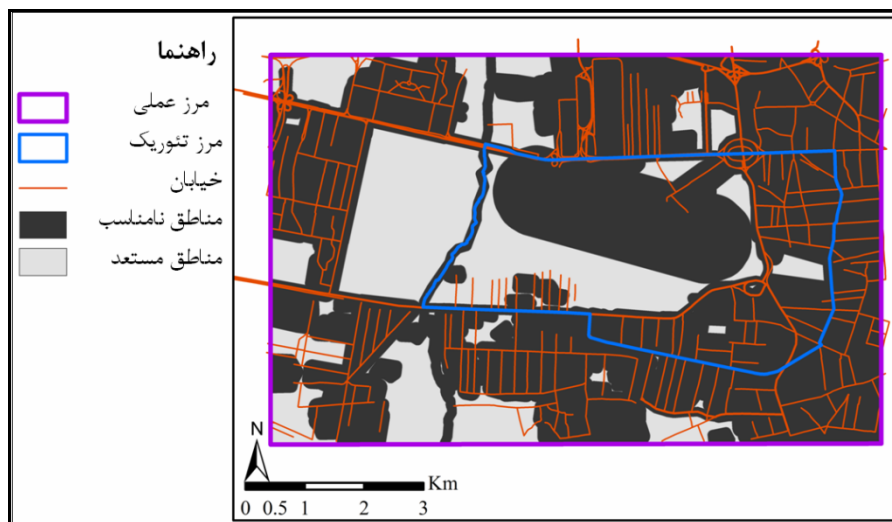 راهنما
مرز عملی
مرز تئوریک
خیابان
مناطق نامناسب
مناطق مستعد
N
Km
0 0.5 1 2 3